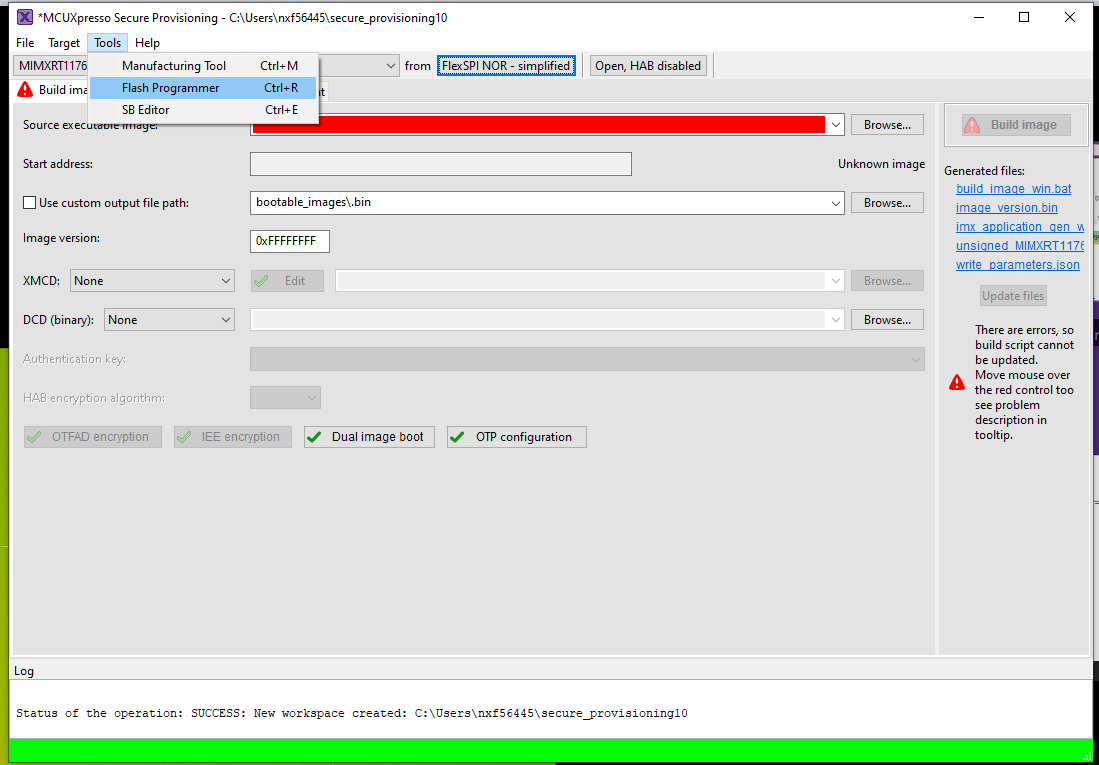 *MCUXpresso Secure Provisioning - C:\Users\nxf56445\secure_provisioning10
File Target Tools Help
MIMXRT1176 from FlexSPI NOR - simplified Open, HAB disabled
Manufacturing Tool Ctrl+M
Flash Programmer Ctrl+R
SB Editor Ctrl+E
Build ima
Source executable image: Browse... Build image
Start address: Unknown image
Generated files:
build_image_win.bat
image_version.bin
imx_application_gen_w
unsigned_MIMXRT1176
write_parameters.json
Update files
There are errors, so
build script cannot
be updated.
Move mouse over
the red control too
see problem
description in
tooltip.
Use custom output file path: bootable_images\.bin Browse...
Image version: 0xFFFFFFFF
XMCD: None Edit Browse...
DCD (binary): None Browse...
Authentication key:
HAB encryption algorithm:
OTFAD encryption IEE encryption Dual image boot OTP configuration
Log
Status of the operation: SUCCESS: New workspace created: C:\Users\nxf56445\secure_provisioning10